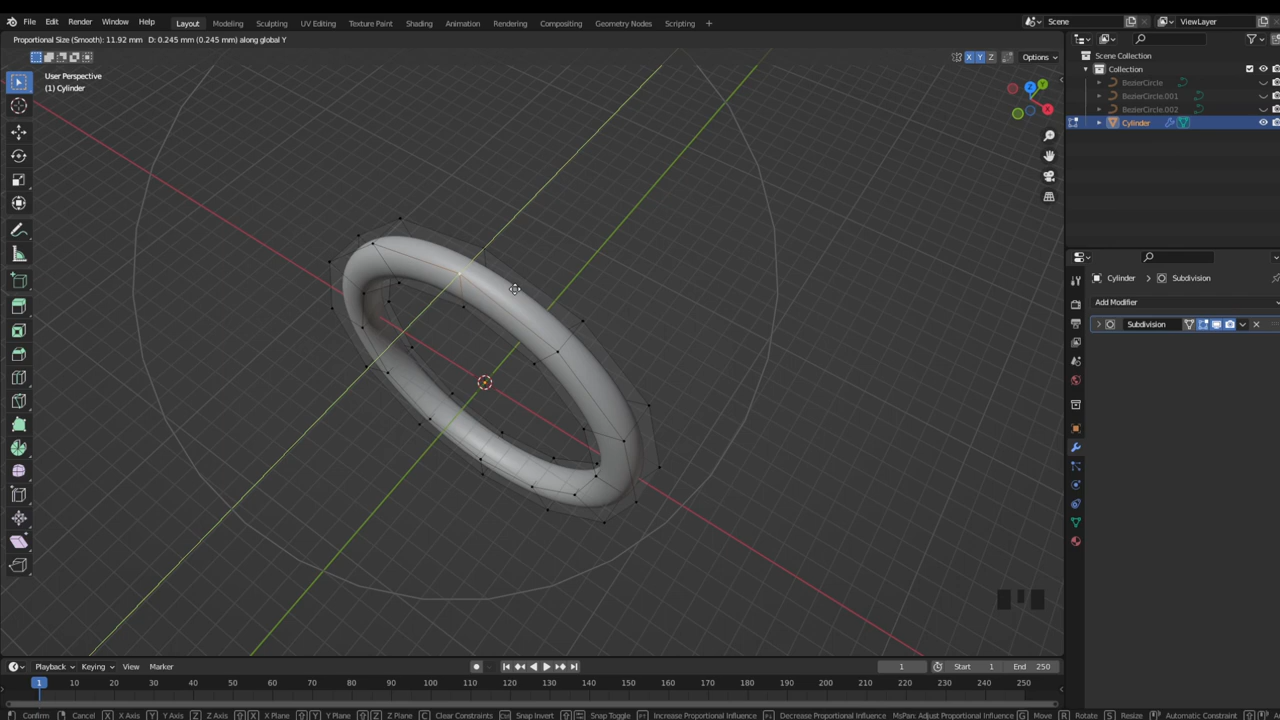 File Edit Render Window Help Layout Modeling Sculpting UV Editing Texture Paint Shading Animation Rendering Compositing Geometry Nodes Scripting + Scene ViewLayer
Proportional Size (Smooth): 11.92 mm D: 0.245 mm (0.245 mm) along global Y
X Y Z Options
User Perspective
(1) Cylinder
Z Y X
Scene Collection
Collection
BezierCircle
BezierCircle.001
BezierCircle.002
Cylinder
Cylinder > Subdivision
Add Modifier
Subdivision
Playback Keying View Marker 1 Start 1 End 250
1 10 20 30 40 50 60 70 80 90 100 110 120 130 140 150 160 170 180 190 200 210 220 230 240 250
Confirm Cancel X X Axis Y Y Axis Z Z Axis X X Plane Y Y Plane Z Z Plane C Clear Constraints Snap Invert Snap Toggle Increase Proportional Influence Decrease Proportional Influence MsPan: Adjust Proportional Influence G Move R Rotate S Resize Automatic Constraint